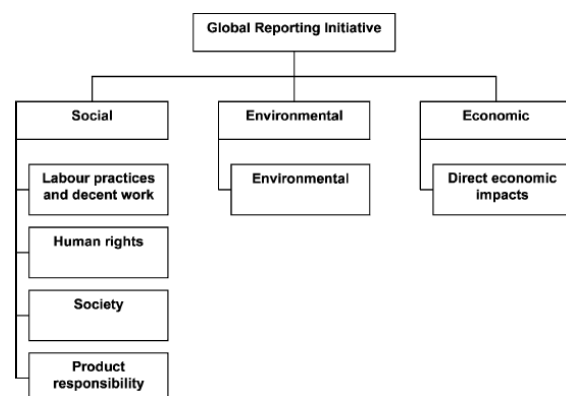 Global Reporting Initiative
Social
Environmental
Economic
Labour practices
and decent work
Environmental
Direct economic
impacts
Human rights
Society
Product
responsibility